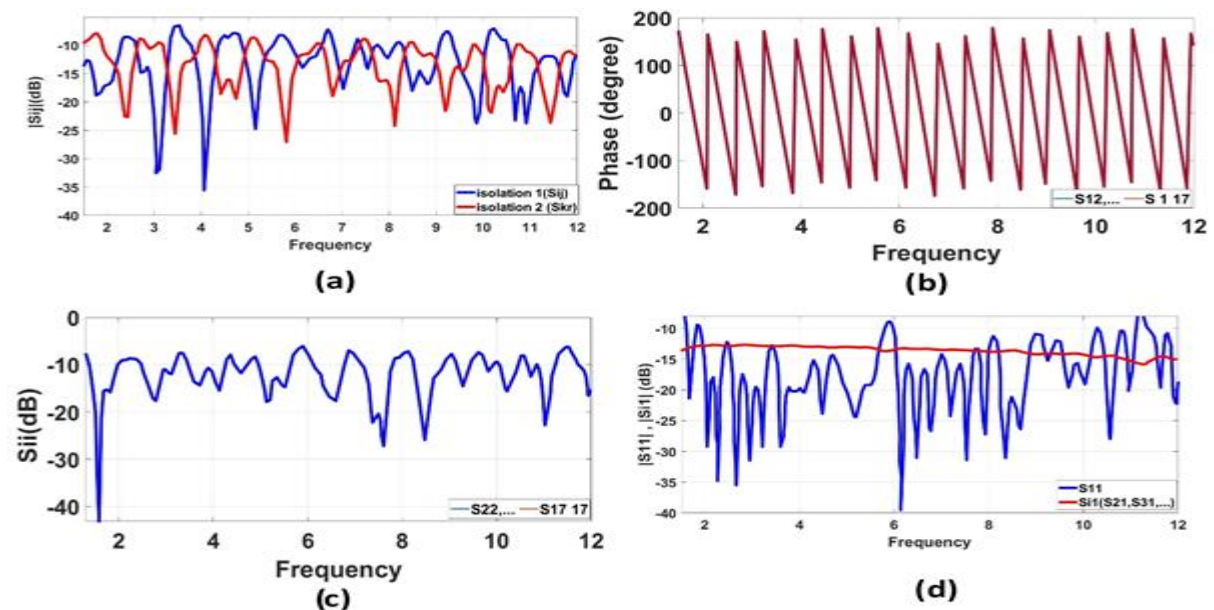 |Sij|(dB)
-10
-15
-20
-25
-30
-35
-40
isolation 1(Sij)
isolation 2 (Skr)
2 3 4 5 6 7 8 9 10 11 12
Frequency
(a)
Phase (degree)
200
100
0
-100
-200
S12,... S 1 17
2 4 6 8 10 12
Frequency
(b)
Sii(dB)
0
-10
-20
-30
-40
S22,... S17 17
2 4 6 8 10 12
Frequency
(c)
|S11| , |Si1| (dB)
-10
-15
-20
-25
-30
-35
-40
S11
Si1(S21,S31,...)
2 4 6 8 10 12
Frequency
(d)